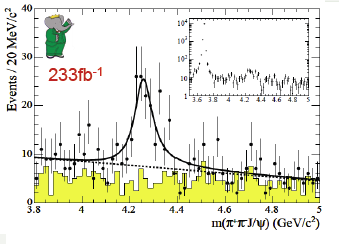 Events / 20 MeV/c²
40
30
20
10
0
233fb⁻¹
10⁴
10³
10²
10
1
3.6 3.8 4 4.2 4.4 4.6 4.8 5
3.8 4 4.2 4.4 4.6 4.8 5
m(π⁺π⁻J/ψ) (GeV/c²)